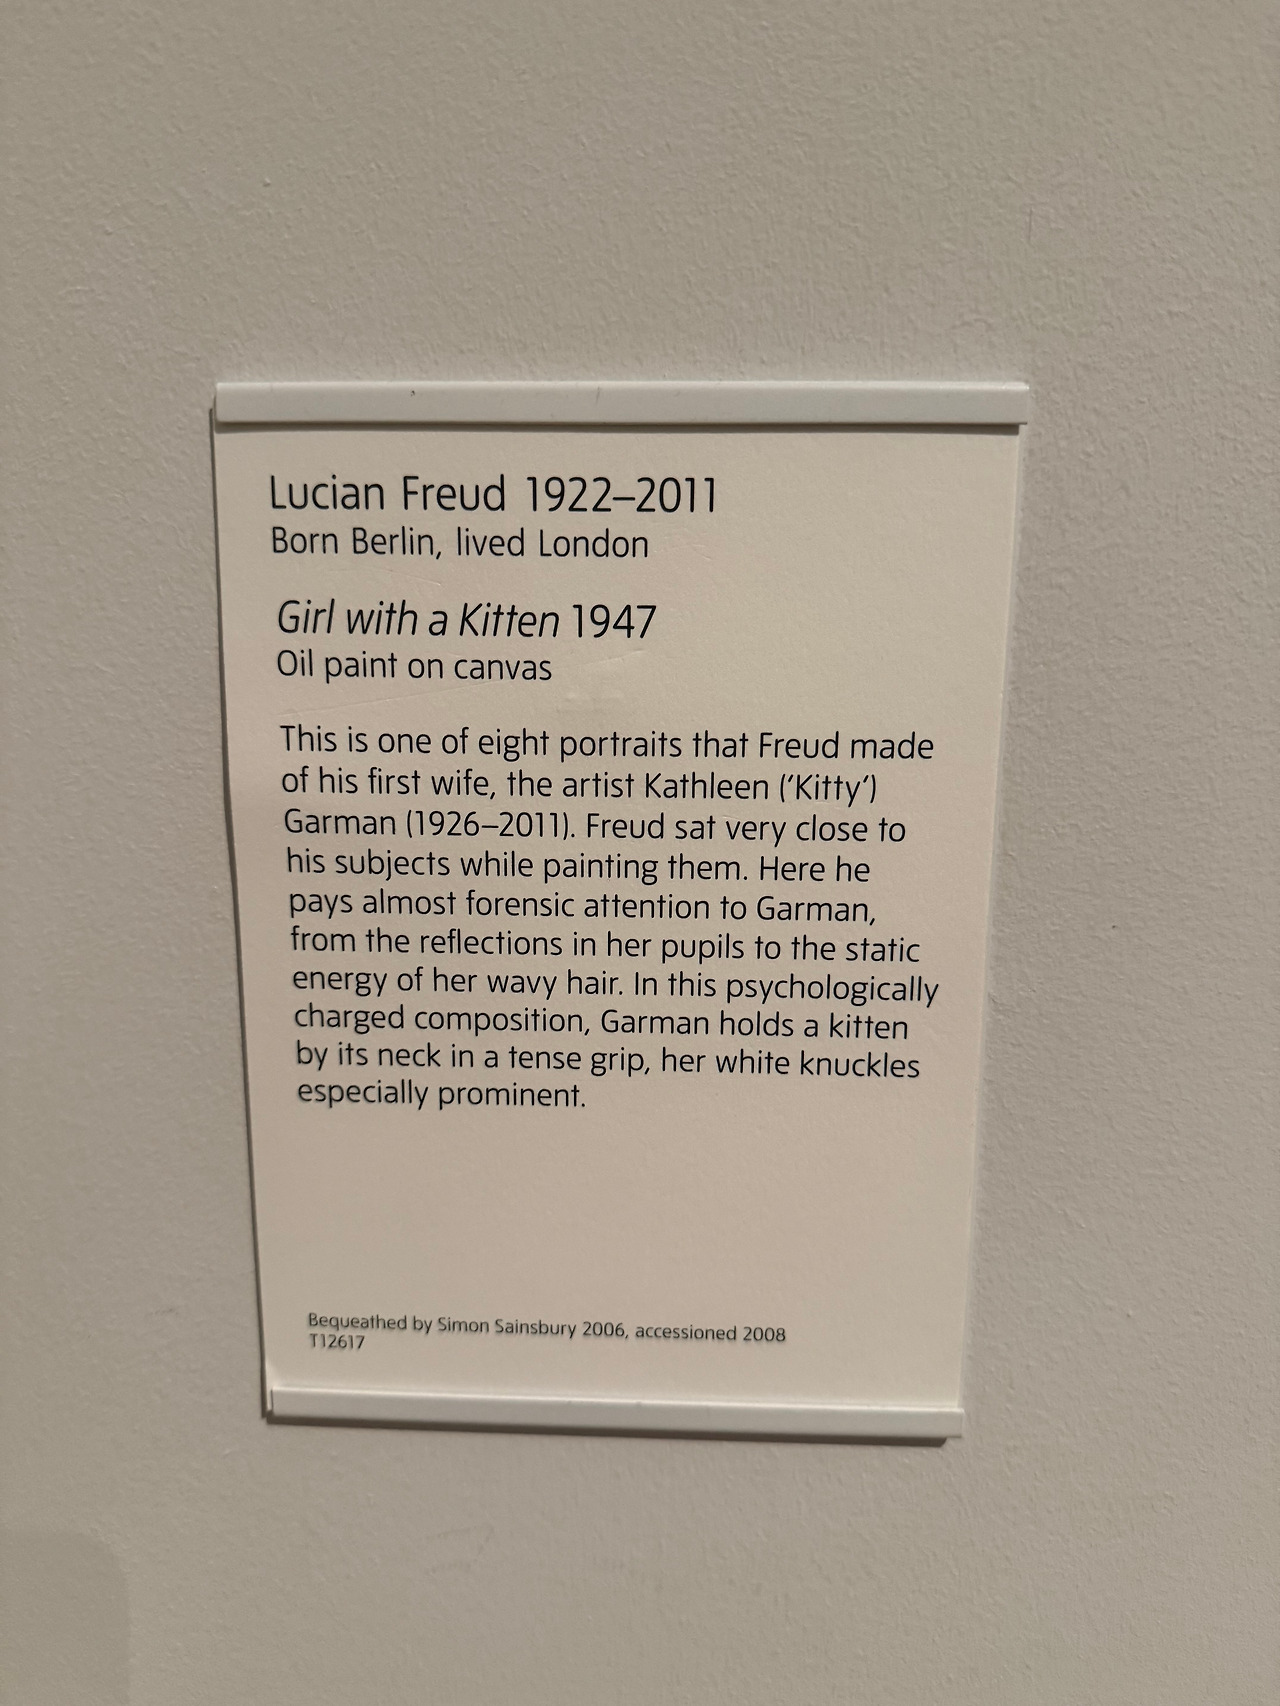 Lucian Freud 1922–2011
Born Berlin, lived London
Girl with a Kitten 1947
Oil paint on canvas
This is one of eight portraits that Freud made
of his first wife, the artist Kathleen (‘Kitty’)
Garman (1926–2011). Freud sat very close to
his subjects while painting them. Here he
pays almost forensic attention to Garman,
from the reflections in her pupils to the static
energy of her wavy hair. In this psychologically
charged composition, Garman holds a kitten
by its neck in a tense grip, her white knuckles
especially prominent.
Bequeathed by Simon Sainsbury 2006, accessioned 2008
T12617